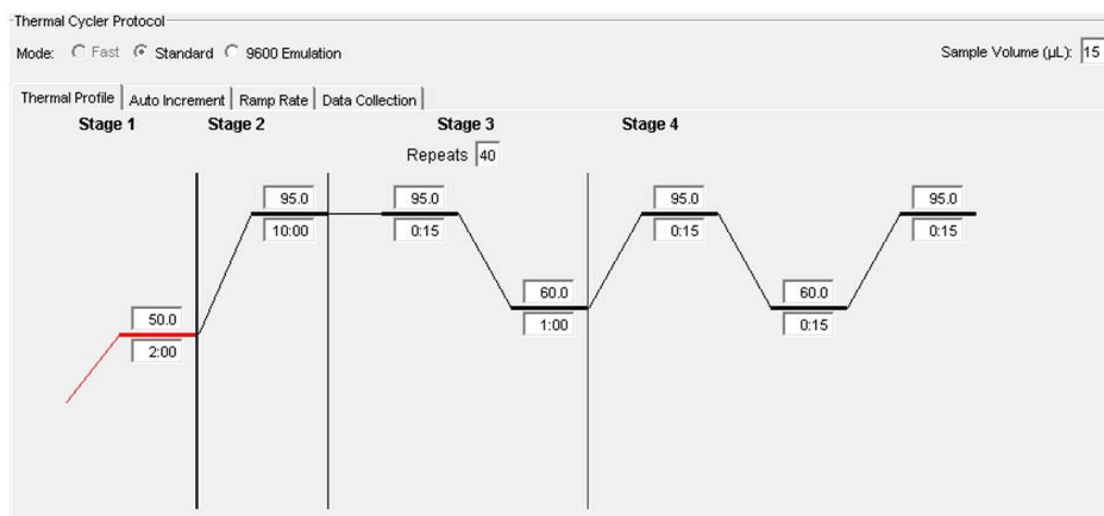 Thermal Cycler Protocol
Mode: Fast Standard 9600 Emulation Sample Volume (µL): 15
Thermal Profile Auto Increment Ramp Rate Data Collection
Stage 1 Stage 2 Stage 3 Stage 4
Repeats 40
95.0 95.0 95.0 95.0
10:00 0:15 0:15 0:15
60.0 60.0
50.0 1:00 0:15
2:00